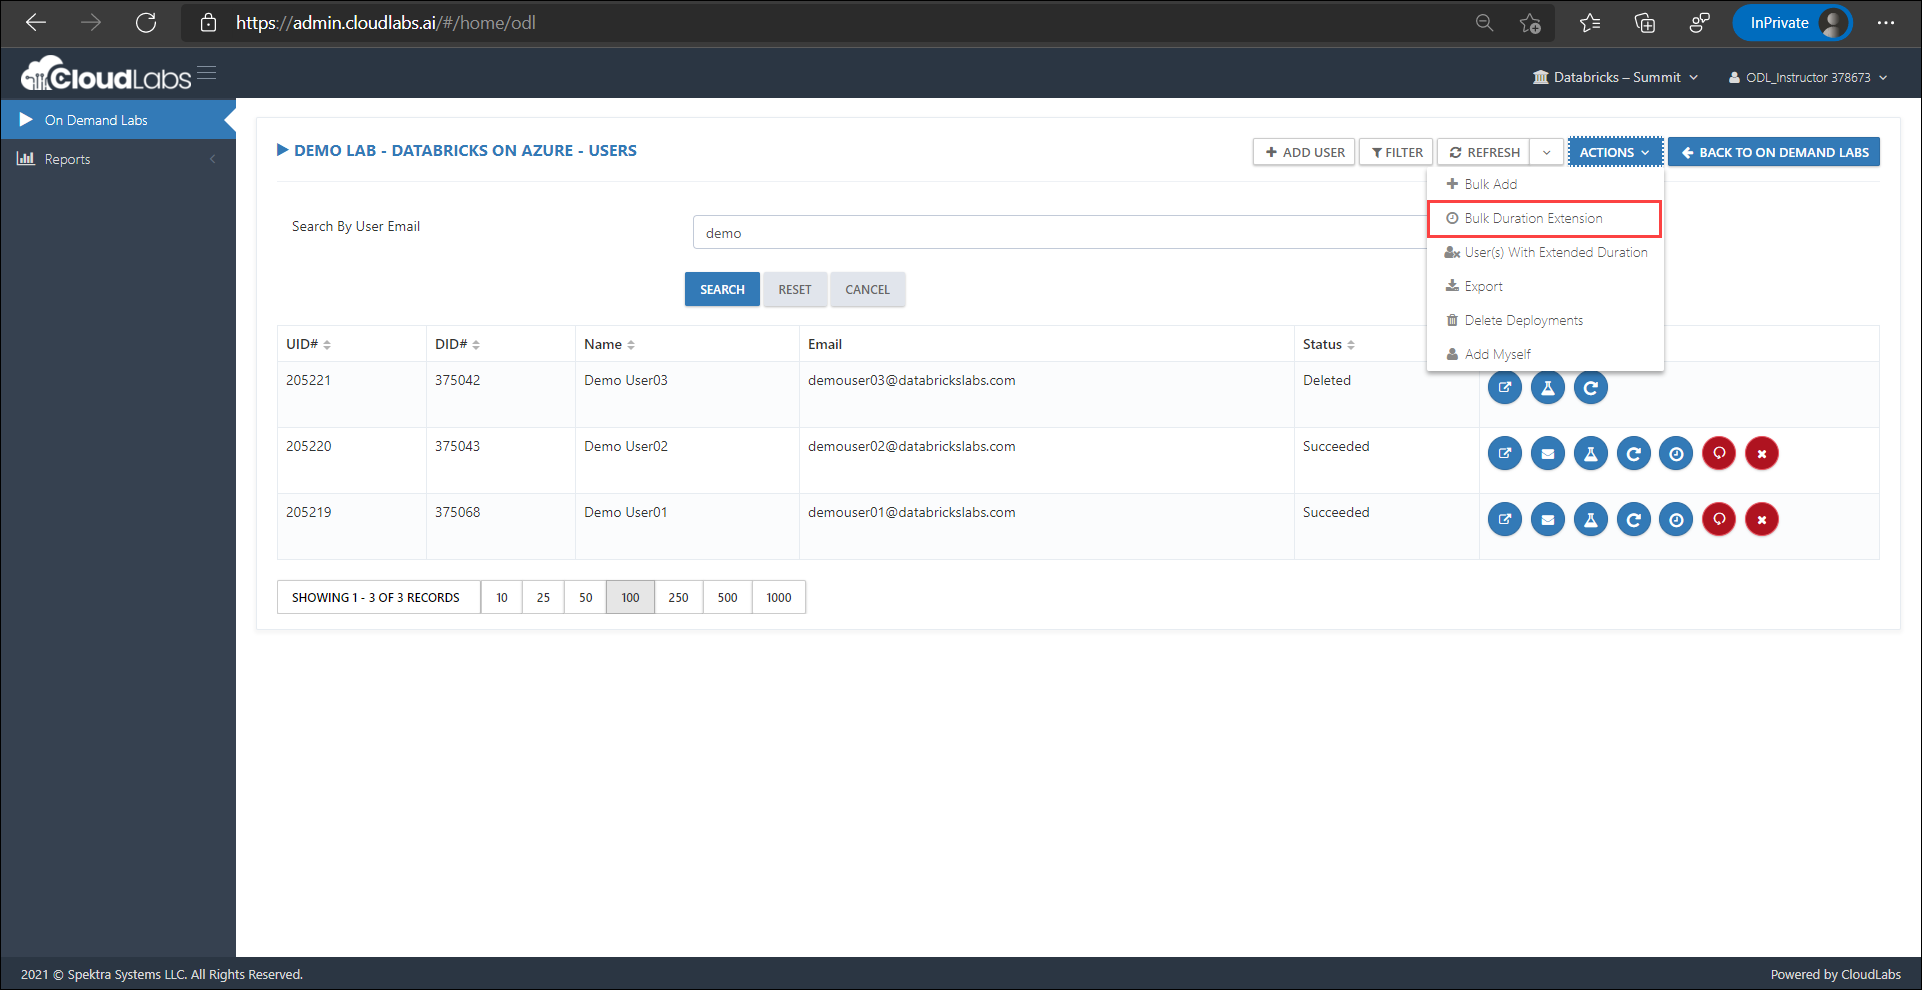 https://admin.cloudlabs.ai/#/home/odl
InPrivate
CloudLabs
Databricks – Summit
ODL_Instructor 378673
On Demand Labs
Reports
DEMO LAB - DATABRICKS ON AZURE - USERS
ADD USER
FILTER
REFRESH
ACTIONS
BACK TO ON DEMAND LABS
Bulk Add
Bulk Duration Extension
User(s) With Extended Duration
Export
Delete Deployments
Add Myself
Search By User Email
demo
SEARCH
RESET
CANCEL
UID# DID# Name Email Status
205221 375042 Demo User03 demouser03@databrickslabs.com Deleted
205220 375043 Demo User02 demouser02@databrickslabs.com Succeeded
205219 375068 Demo User01 demouser01@databrickslabs.com Succeeded
SHOWING 1 - 3 OF 3 RECORDS 10 25 50 100 250 500 1000
2021 © Spektra Systems LLC. All Rights Reserved.
Powered by CloudLabs